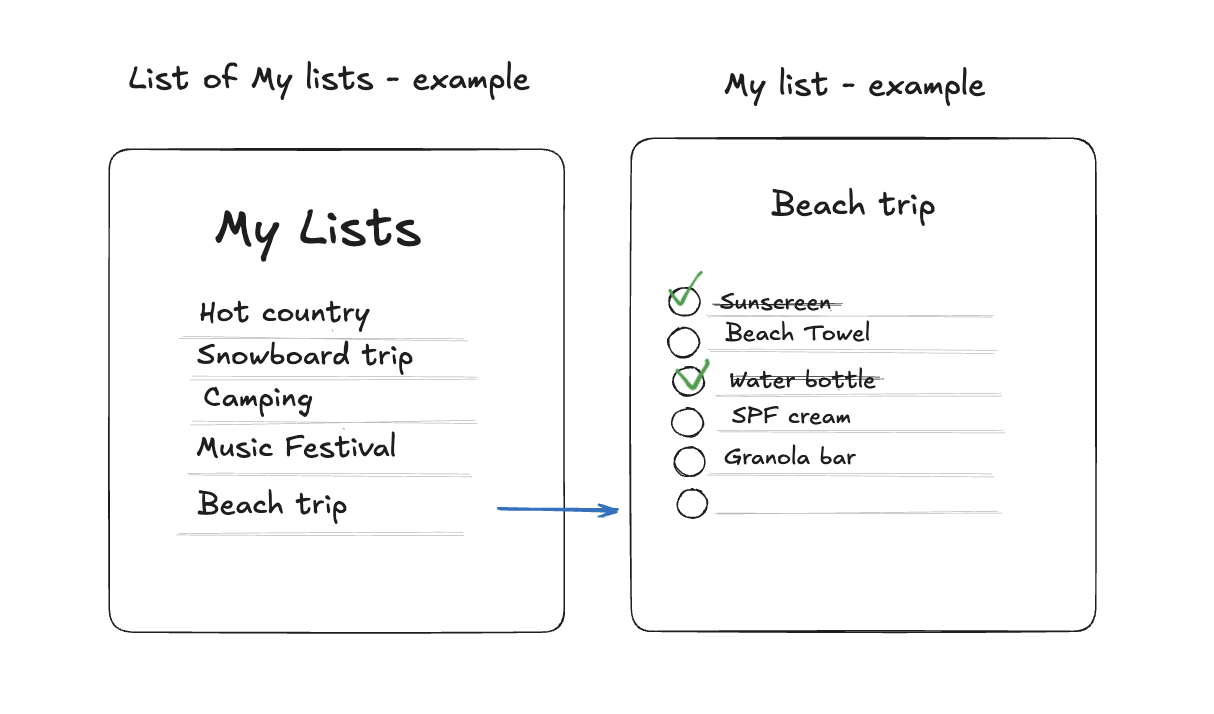 List of My lists - example
My Lists
Hot country
Snowboard trip
Camping
Music Festival
Beach trip
My list - example
Beach trip
Sunscreen
Beach Towel
Water bottle
SPF cream
Granola bar